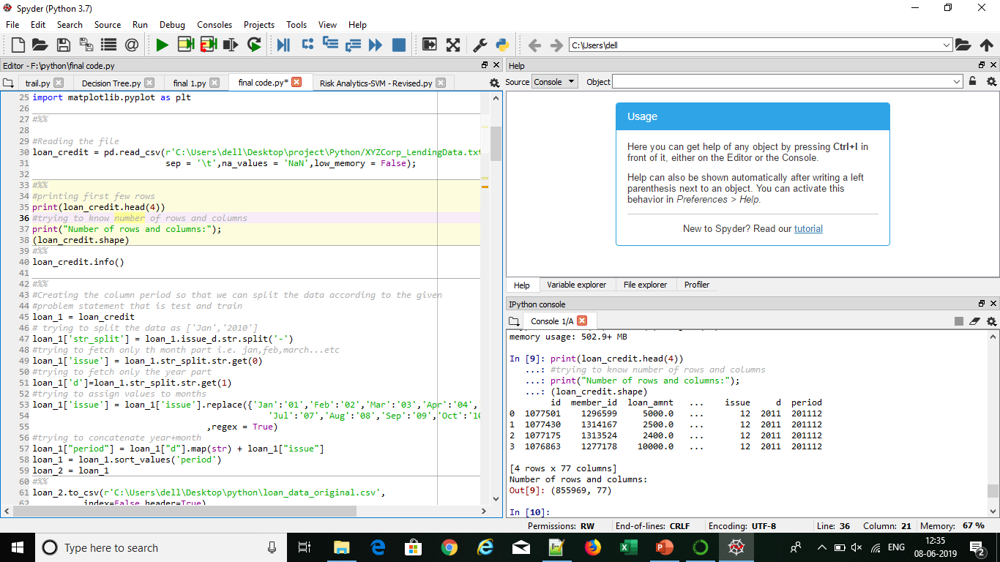 Spyder (Python 3.7)
File Edit Search Source Run Debug Consoles Projects Tools View Help
C:\Users\dell
Editor - F:\python\final code.py
trail.py Decision Tree.py final 1.py final code.py* Risk Analytics-SVM - Revised.py
25 import matplotlib.pyplot as plt
26
27 #%%
28
29 #Reading the file
30 loan_credit = pd.read_csv(r'C:\Users\dell\Desktop\project\Python/XYZCorp_LendingData.txt
31 sep = '\t',na_values = 'NaN',low_memory = False);
32
33 #%%
34 #printing first few rows
35 print(loan_credit.head(4))
36 #trying to know number of rows and columns
37 print("Number of rows and columns:");
38 (loan_credit.shape)
39 #%%
40 loan_credit.info()
41
42 #%%
43 #Creating the column period so that we can split the data according to the given
44 #problem statement that is test and train
45 loan_1 = loan_credit
46 # trying to split the data as ['Jan','2010']
47 loan_1['str_split'] = loan_1.issue_d.str.split('-')
48 #trying to fetch only th month part i.e. jan,feb,march...etc
49 loan_1['issue'] = loan_1.str_split.str.get(0)
50 #trying to fetch only the year part
51 loan_1['d']=loan_1.str_split.str.get(1)
52 #trying to assign values to months
53 loan_1['issue'] = loan_1['issue'].replace({'Jan':'01','Feb':'02','Mar':'03','Apr':'04',
54 'Jul':'07','Aug':'08','Sep':'09','Oct':'10
55 ,regex = True)
56 #trying to concatenate year+month
57 loan_1["period"] = loan_1["d"].map(str) + loan_1["issue"]
58 loan_1 = loan_1.sort_values('period')
59 loan_2 = loan_1
60 #%%
61 loan_2.to_csv(r'C:\Users\dell\Desktop\python\loan_data_original.csv',
62 index=False,header=True)
Help
Source Console Object
Usage
Here you can get help of any object by pressing Ctrl+I in
front of it, either on the Editor or the Console.
Help can also be shown automatically after writing a left
parenthesis next to an object. You can activate this
behavior in Preferences > Help.
New to Spyder? Read our tutorial
Help Variable explorer File explorer Profiler
IPython console
Console 1/A
memory usage: 502.9+ MB
In [9]: print(loan_credit.head(4))
...: #trying to know number of rows and columns
...: print("Number of rows and columns:");
...: (loan_credit.shape)
id member_id loan_amnt ... issue d period
0 1077501 1296599 5000.0 ... 12 2011 201112
1 1077430 1314167 2500.0 ... 12 2011 201112
2 1077175 1313524 2400.0 ... 12 2011 201112
3 1076863 1277178 10000.0 ... 12 2011 201112
[4 rows x 77 columns]
Number of rows and columns:
Out[9]: (855969, 77)
In [10]:
Permissions: RW End-of-lines: CRLF Encoding: UTF-8 Line: 36 Column: 21 Memory: 67 %
Type here to search
ENG
12:35
08-06-2019
2